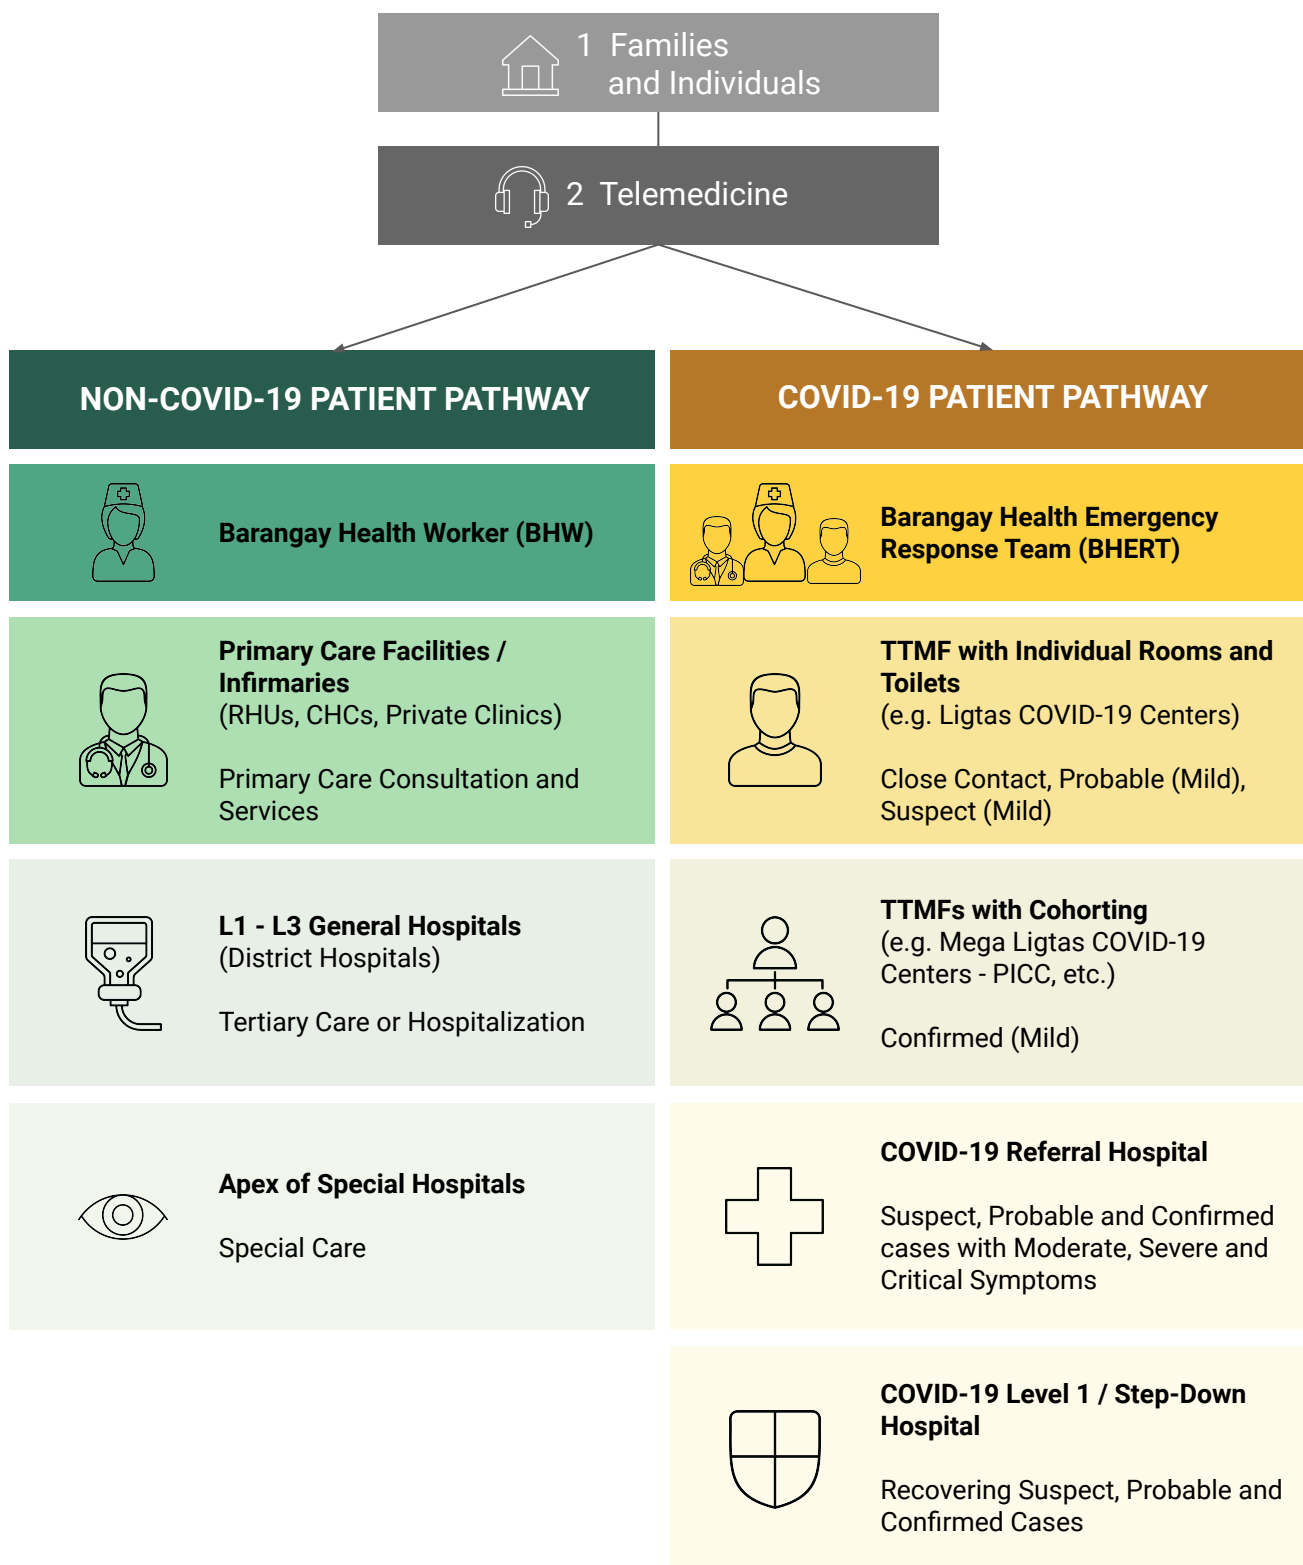 1 Families
and Individuals
2 Telemedicine
NON-COVID-19 PATIENT PATHWAY
Barangay Health Worker (BHW)
Primary Care Facilities /
Infirmaries
(RHUs, CHCs, Private Clinics)
Primary Care Consultation and
Services
L1 - L3 General Hospitals
(District Hospitals)
Tertiary Care or Hospitalization
Apex of Special Hospitals
Special Care
COVID-19 PATIENT PATHWAY
Barangay Health Emergency
Response Team (BHERT)
TTMF with Individual Rooms and
Toilets
(e.g. Ligtas COVID-19 Centers)
Close Contact, Probable (Mild),
Suspect (Mild)
TTMFs with Cohorting
(e.g. Mega Ligtas COVID-19
Centers - PICC, etc.)
Confirmed (Mild)
COVID-19 Referral Hospital
Suspect, Probable and Confirmed
cases with Moderate, Severe and
Critical Symptoms
COVID-19 Level 1 / Step-Down
Hospital
Recovering Suspect, Probable and
Confirmed Cases